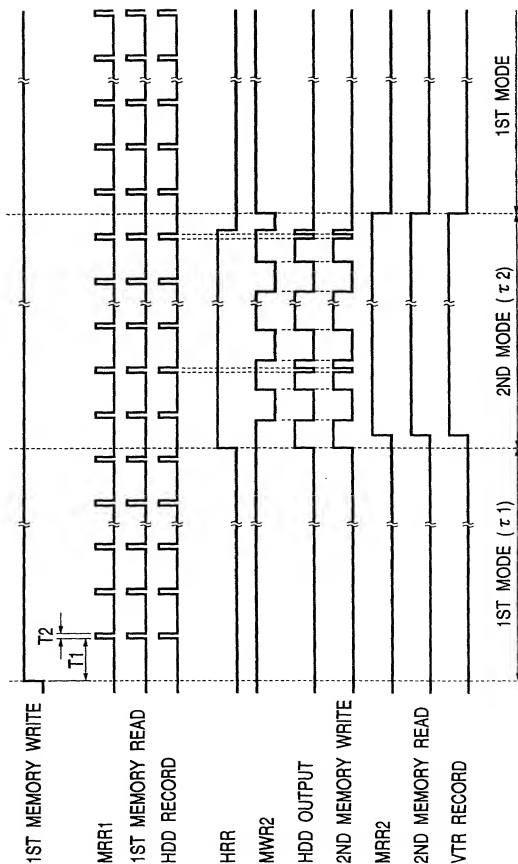 1ST MEMORY WRITE
T2
T1
MRR1
1ST MEMORY READ
HDD RECORD
HRR
MWR2
HDD OUTPUT
2ND MEMORY WRITE
MRR2
2ND MEMORY READ
VTR RECORD
1ST MODE (τ1)
2ND MODE (τ2)
1ST MODE